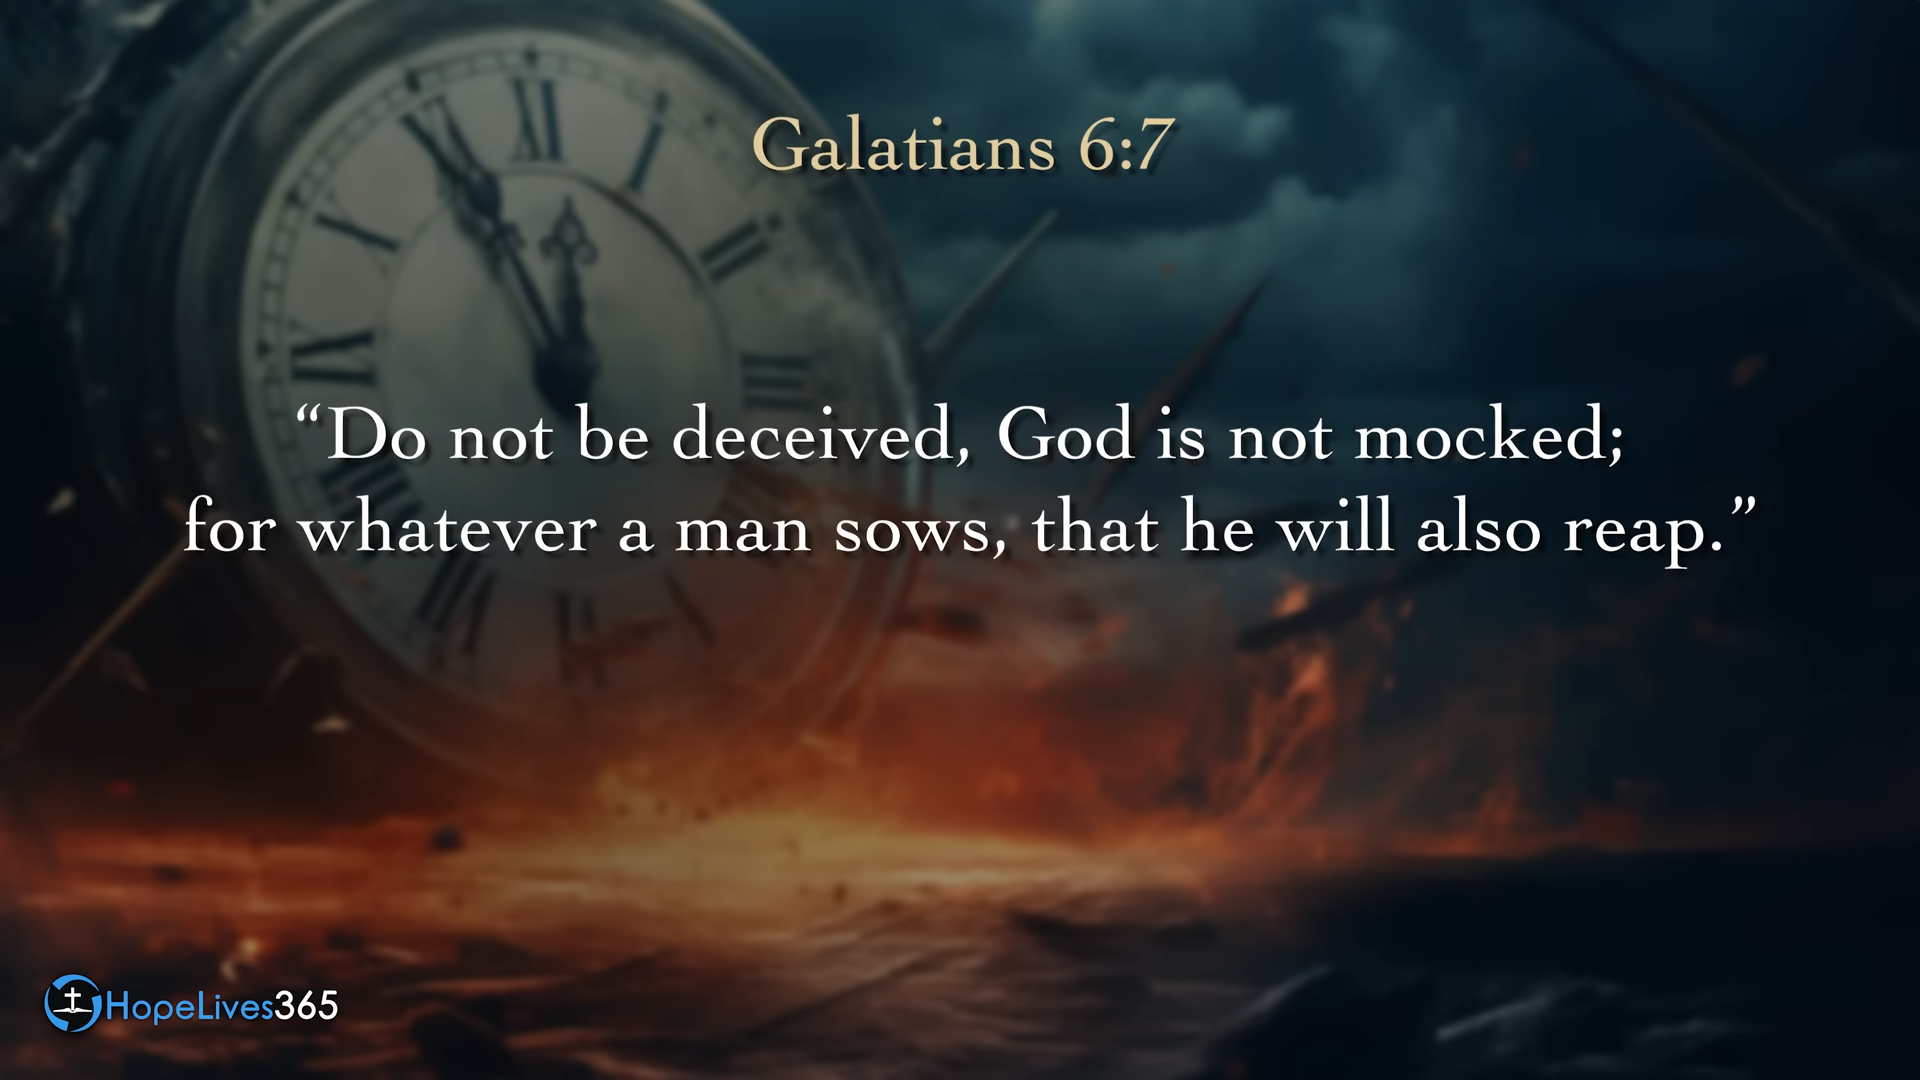 Galatians 6:7
“Do not be deceived, God is not mocked;
for whatever a man sows, that he will also reap.”
HopeLives365